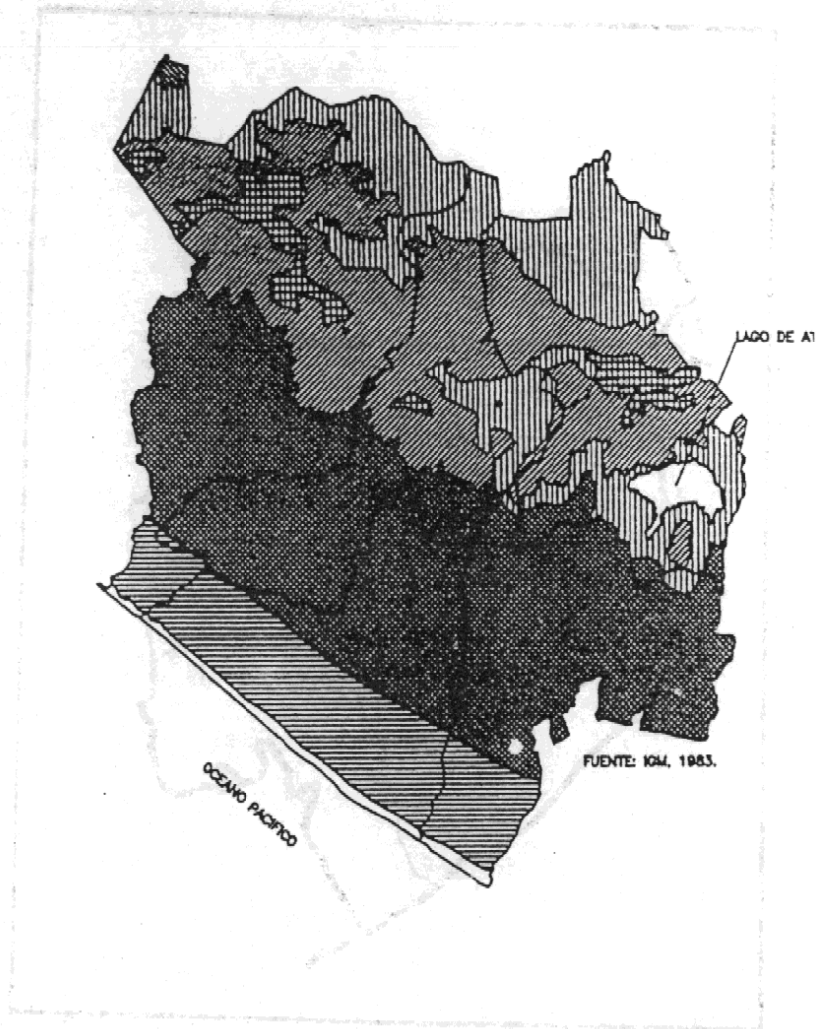 LAGO DE AT
FUENTE: IGM, 1983.
OCEANO PACIFICO